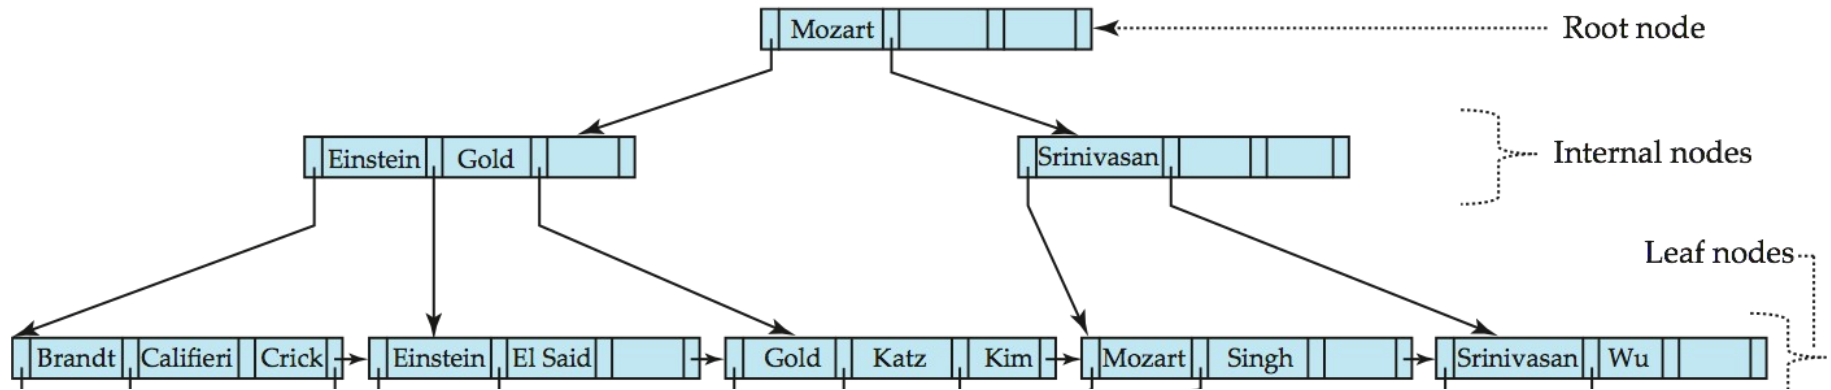 Mozart
Root node
Einstein Gold
Srinivasan
Internal nodes
Leaf nodes
Brandt Califieri Crick Einstein El Said Gold Katz Kim Mozart Singh Srinivasan Wu